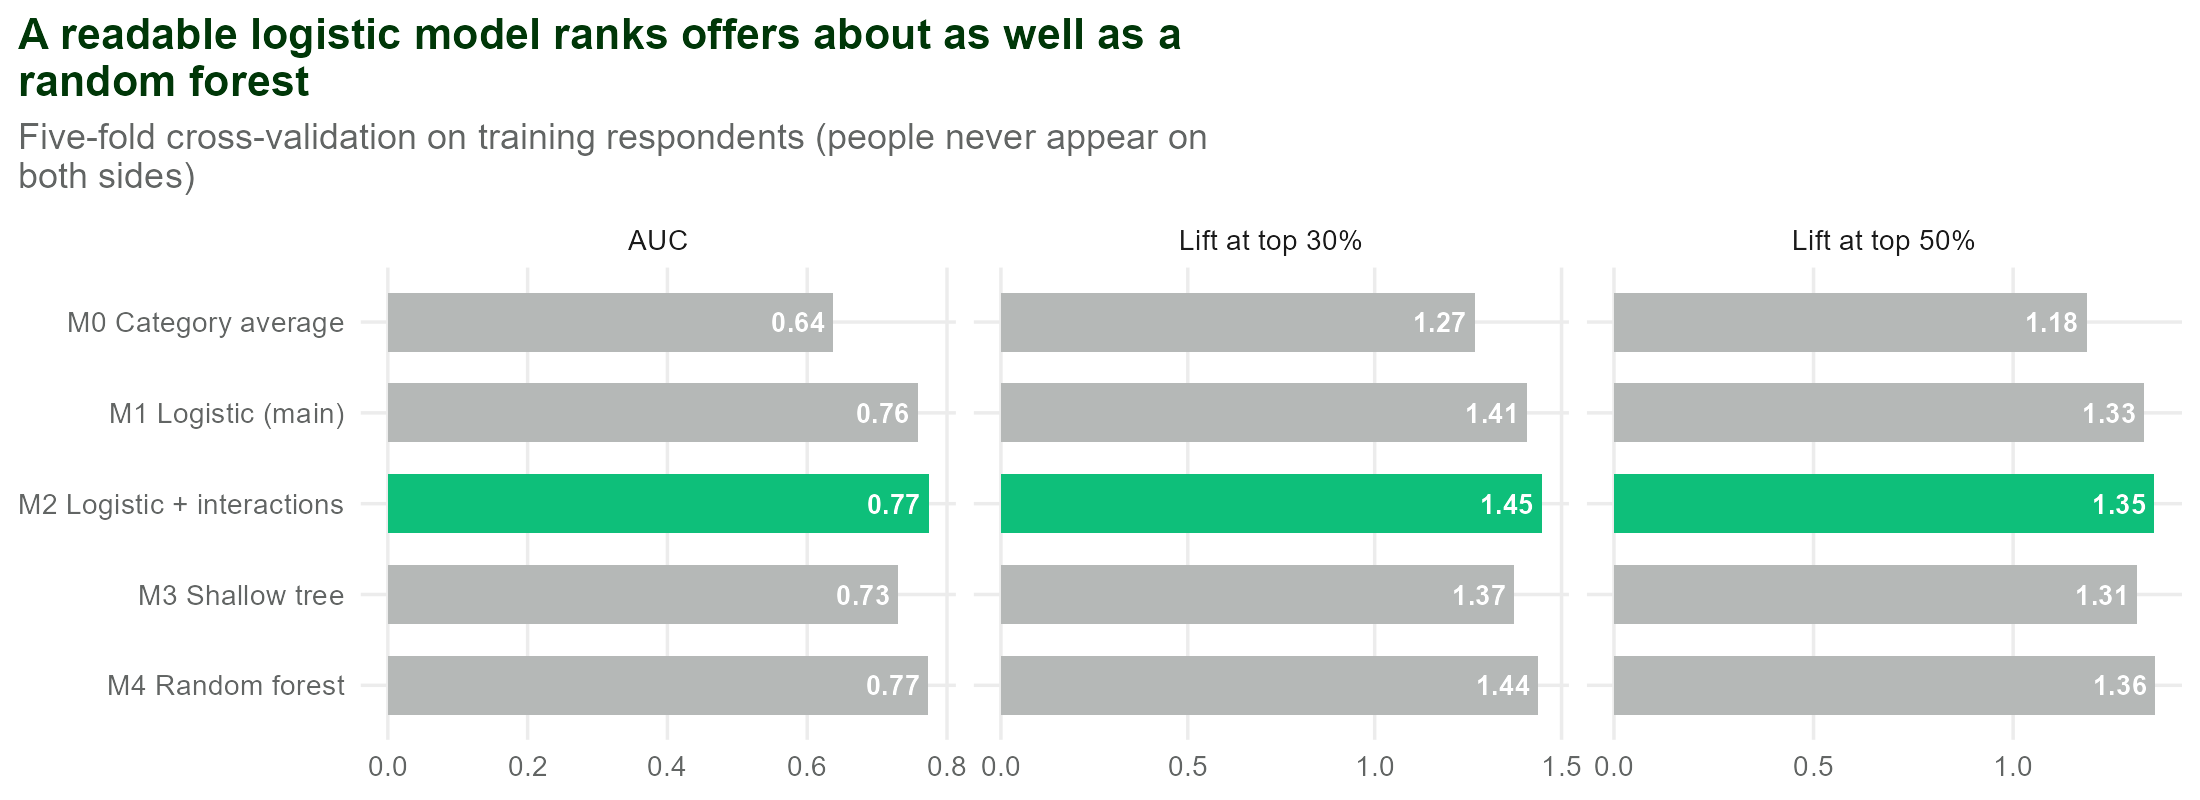 A readable logistic model ranks offers about as well as a
random forest
Five-fold cross-validation on training respondents (people never appear on
both sides)
AUC
Lift at top 30%
Lift at top 50%
M0 Category average
0.64
1.27
1.18
M1 Logistic (main)
0.76
1.41
1.33
M2 Logistic + interactions
0.77
1.45
1.35
M3 Shallow tree
0.73
1.37
1.31
M4 Random forest
0.77
1.44
1.36
0.0 0.2 0.4 0.6 0.8
0.0 0.5 1.0 1.5
0.0 0.5 1.0